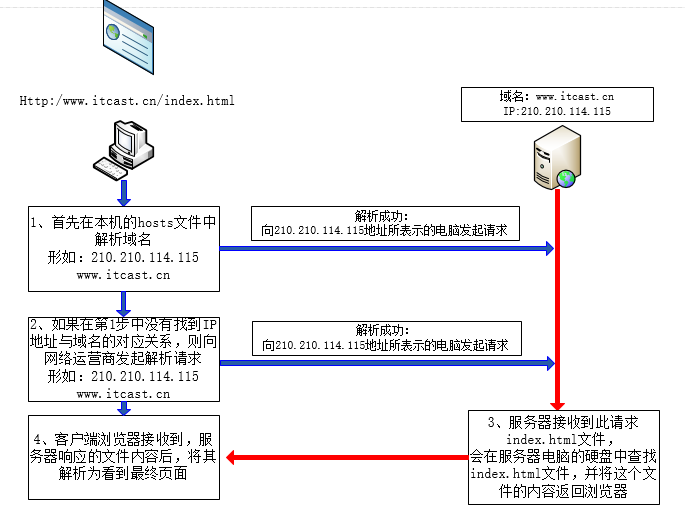 Http:/www.itcast.cn/index.html
域名：www.itcast.cn
IP:210.210.114.115
1、首先在本机的hosts文件中
解析域名
形如：210.210.114.115
www.itcast.cn
解析成功：
向210.210.114.115地址所表示的电脑发起请求
2、如果在第1步中没有找到IP
地址与域名的对应关系，则向
网络运营商发起解析请求
形如：210.210.114.115
www.itcast.cn
解析成功：
向210.210.114.115地址所表示的电脑发起请求
3、服务器接收到此请求
index.html文件，
会在服务器电脑的硬盘中查找
index.html文件，并将这个文
件的内容返回浏览器
4、客户端浏览器接收到，服
务器响应的文件内容后，将其
解析为看到最终页面